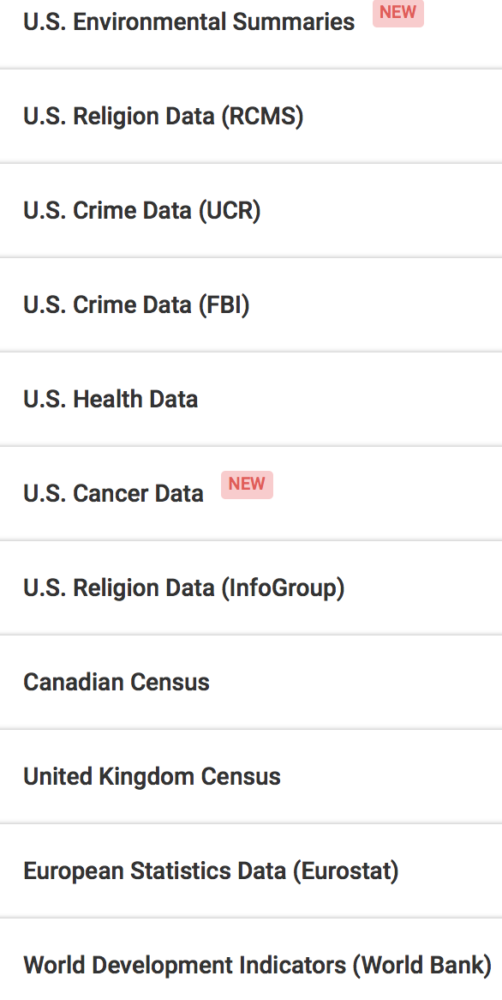 U.S. Environmental Summaries NEW
U.S. Religion Data (RCMS)
U.S. Crime Data (UCR)
U.S. Crime Data (FBI)
U.S. Health Data
U.S. Cancer Data NEW
U.S. Religion Data (InfoGroup)
Canadian Census
United Kingdom Census
European Statistics Data (Eurostat)
World Development Indicators (World Bank)